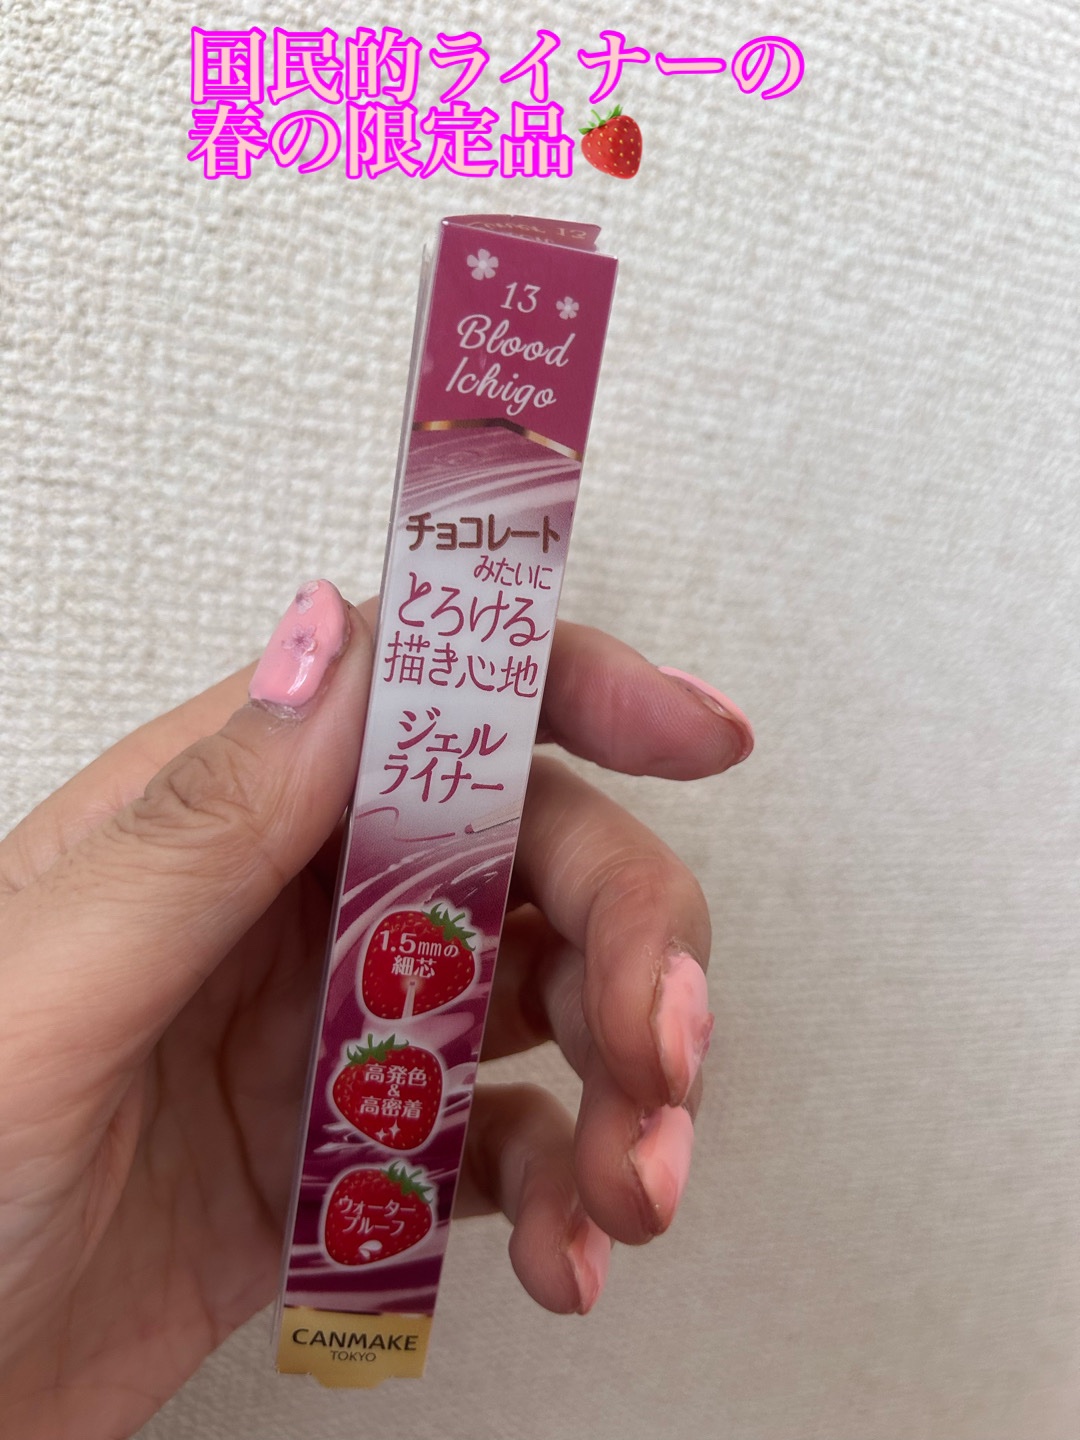 国民的ライナーの
春の限定品🍓
13
Blood
Ichigo
チョコレート
みたいに
とろける
描き心地
ジェル
ライナー
1.5mmの
細芯
高発色
&
高密着
ウォーター
プルーフ
CANMAKE
TOKYO